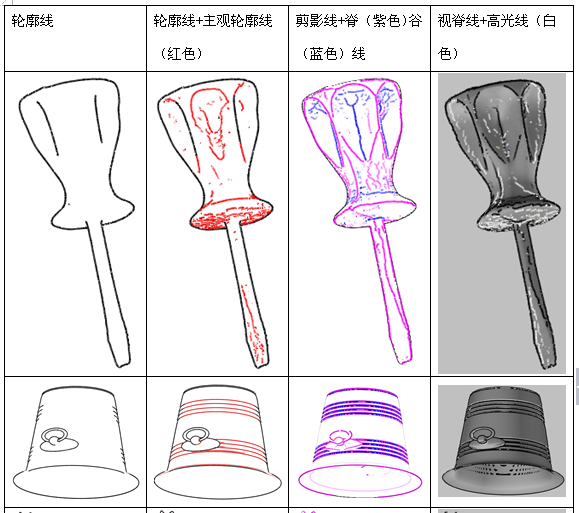 轮廓线
轮廓线+主观轮廓线
（红色）
剪影线+脊（紫色)谷
（蓝色）线
视脊线+高光线（白
色）